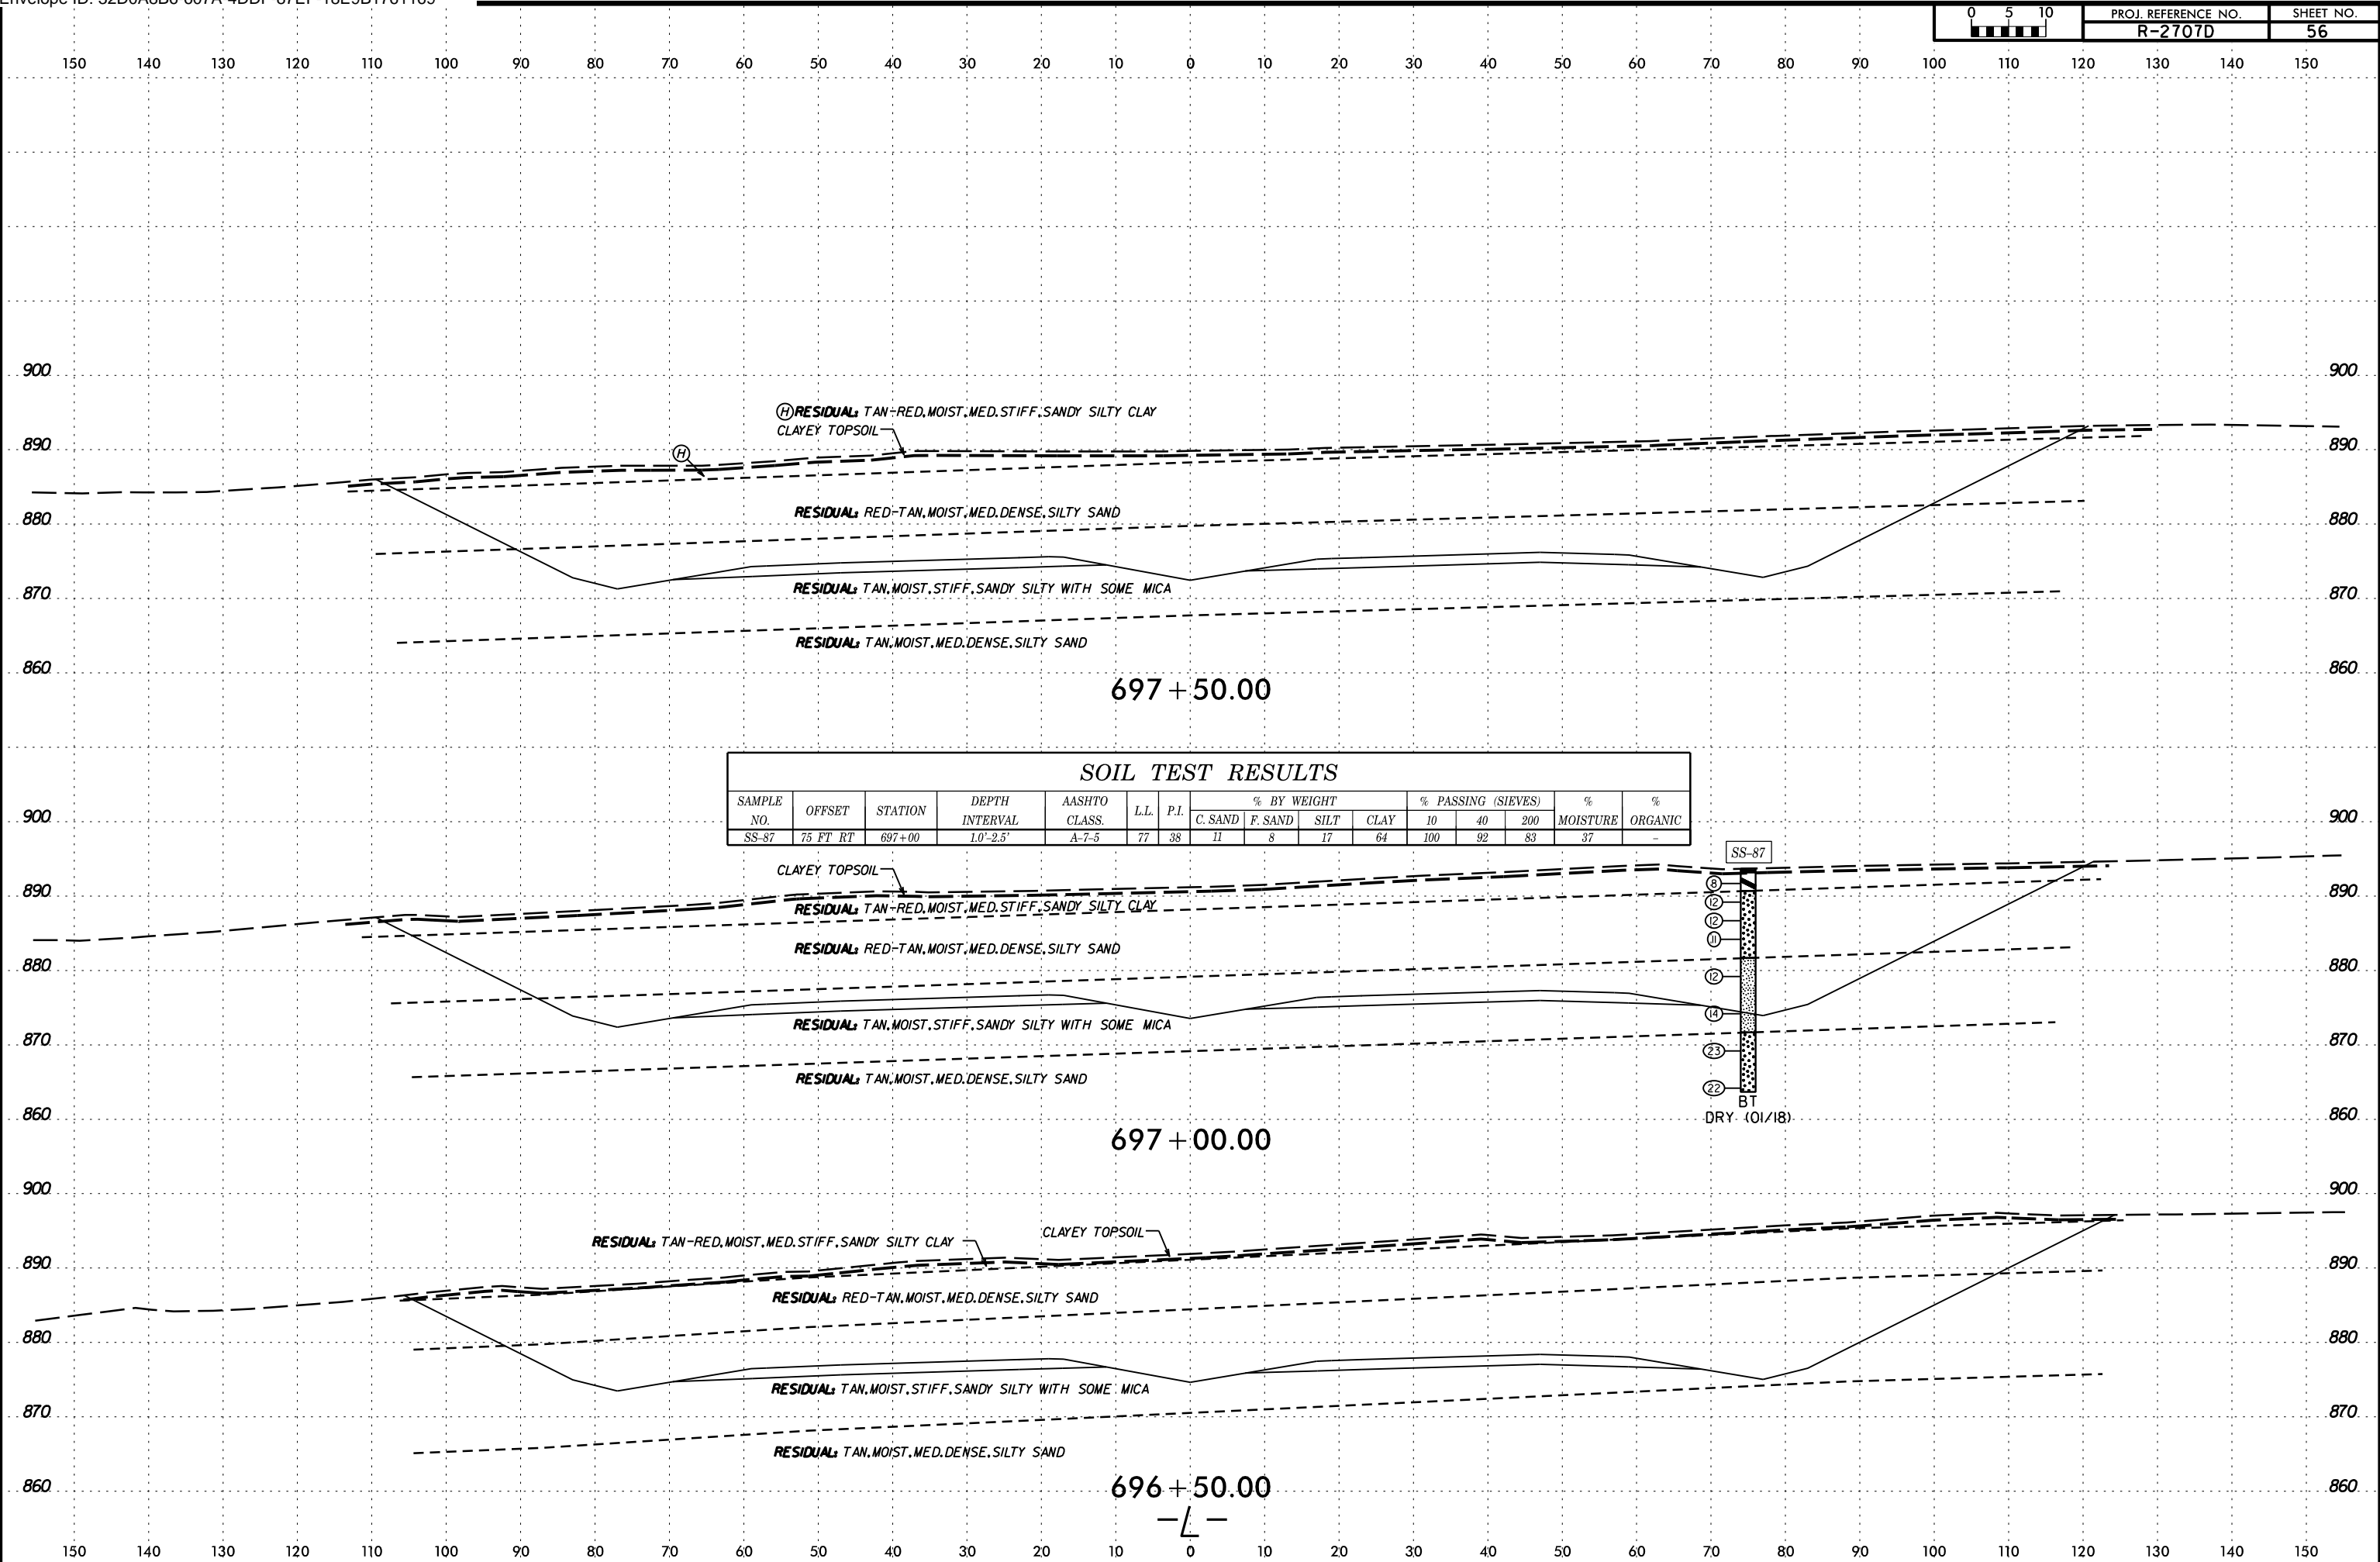 0 5 10 PROJ. REFERENCE NO. SHEET NO.
R-2707D 56
150 140 130 120 110 100 90 80 70 60 50 40 30 20 10 0 10 20 30 40 50 60 70 80 90 100 110 120 130 140 150
900 900
Ⓗ RESIDUAL: TAN-RED,MOIST,MED.STIFF,SANDY SILTY CLAY
CLAYEY TOPSOIL
890 890
H
880 880
RESIDUAL: RED-TAN,MOIST,MED.DENSE,SILTY SAND
870 870
RESIDUAL: TAN,MOIST,STIFF,SANDY SILTY WITH SOME MICA
RESIDUAL: TAN,MOIST,MED.DENSE,SILTY SAND
860 860
697+50.00
SOIL TEST RESULTS
SAMPLE NO. OFFSET STATION DEPTH INTERVAL AASHTO CLASS. L.L. P.I. % BY WEIGHT % PASSING (SIEVES) % MOISTURE % ORGANIC
C. SAND F. SAND SILT CLAY 10 40 200
SS-87 75 FT RT 697+00 1.0'-2.5' A-7-5 77 38 11 8 17 64 100 92 83 37 -
900 900
SS-87
CLAYEY TOPSOIL
8
890 890
RESIDUAL: TAN-RED,MOIST,MED.STIFF,SANDY SILTY CLAY
12
12
11
RESIDUAL: RED-TAN,MOIST,MED.DENSE,SILTY SAND
880 880
12
14
RESIDUAL: TAN,MOIST,STIFF,SANDY SILTY WITH SOME MICA
870 870
23
RESIDUAL: TAN,MOIST,MED.DENSE,SILTY SAND
22
BT
DRY (01/18)
860 860
697+00.00
900 900
CLAYEY TOPSOIL
RESIDUAL: TAN-RED,MOIST,MED.STIFF,SANDY SILTY CLAY
890 890
RESIDUAL: RED-TAN,MOIST,MED.DENSE,SILTY SAND
880 880
RESIDUAL: TAN,MOIST,STIFF,SANDY SILTY WITH SOME MICA
870 870
RESIDUAL: TAN,MOIST,MED.DENSE,SILTY SAND
860 860
696+50.00
-L-
150 140 130 120 110 100 90 80 70 60 50 40 30 20 10 0 10 20 30 40 50 60 70 80 90 100 110 120 130 140 150